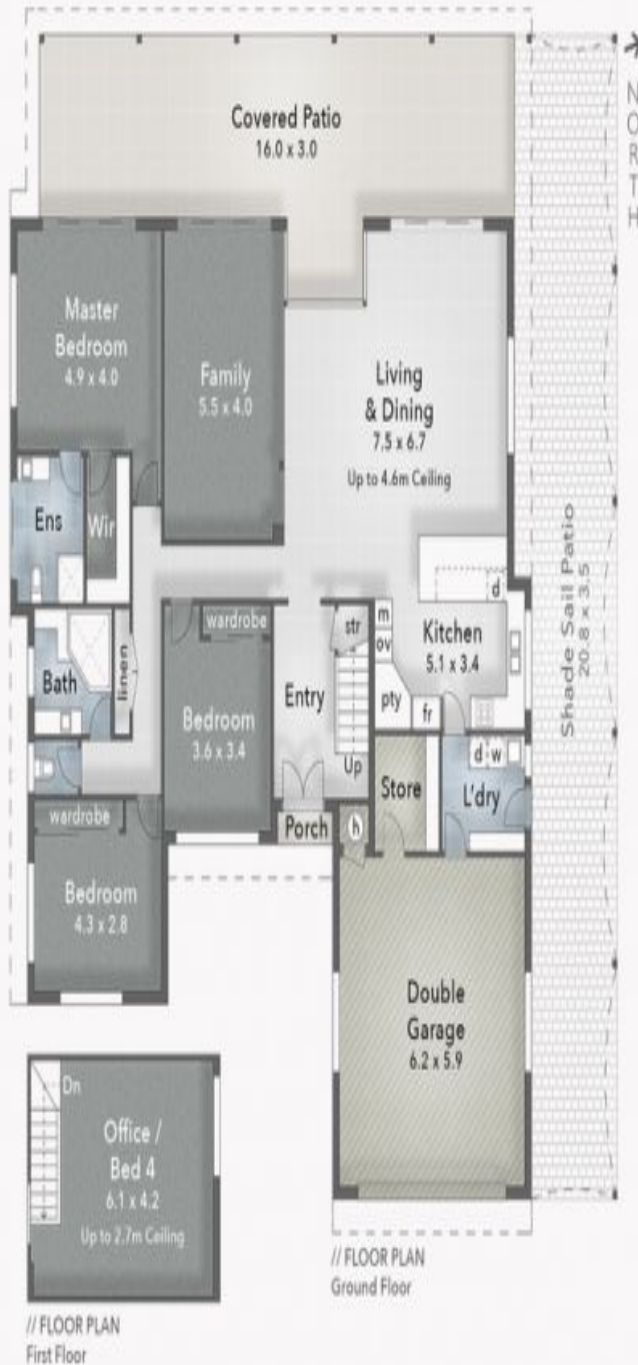 NORTH
Covered Patio
16.0 x 3.0
Master
Bedroom
4.9 x 4.0
Family
5.5 x 4.0
Living
& Dining
7.5 x 6.7
Up to 4.6m Ceiling
Ens
Wir
d
Shade Sail Patio
20.8 x 3.5
wardrobe
str
m
ov
Kitchen
5.1 x 3.4
Bath
linen
Bedroom
3.6 x 3.4
Entry
pty
fr
Up
Store
d w
L'dry
wardrobe
Porch
h
Bedroom
4.3 x 2.8
Double
Garage
6.2 x 5.9
Dn
Office /
Bed 4
6.1 x 4.2
Up to 2.7m Ceiling
// FLOOR PLAN
Ground Floor
// FLOOR PLAN
First Floor